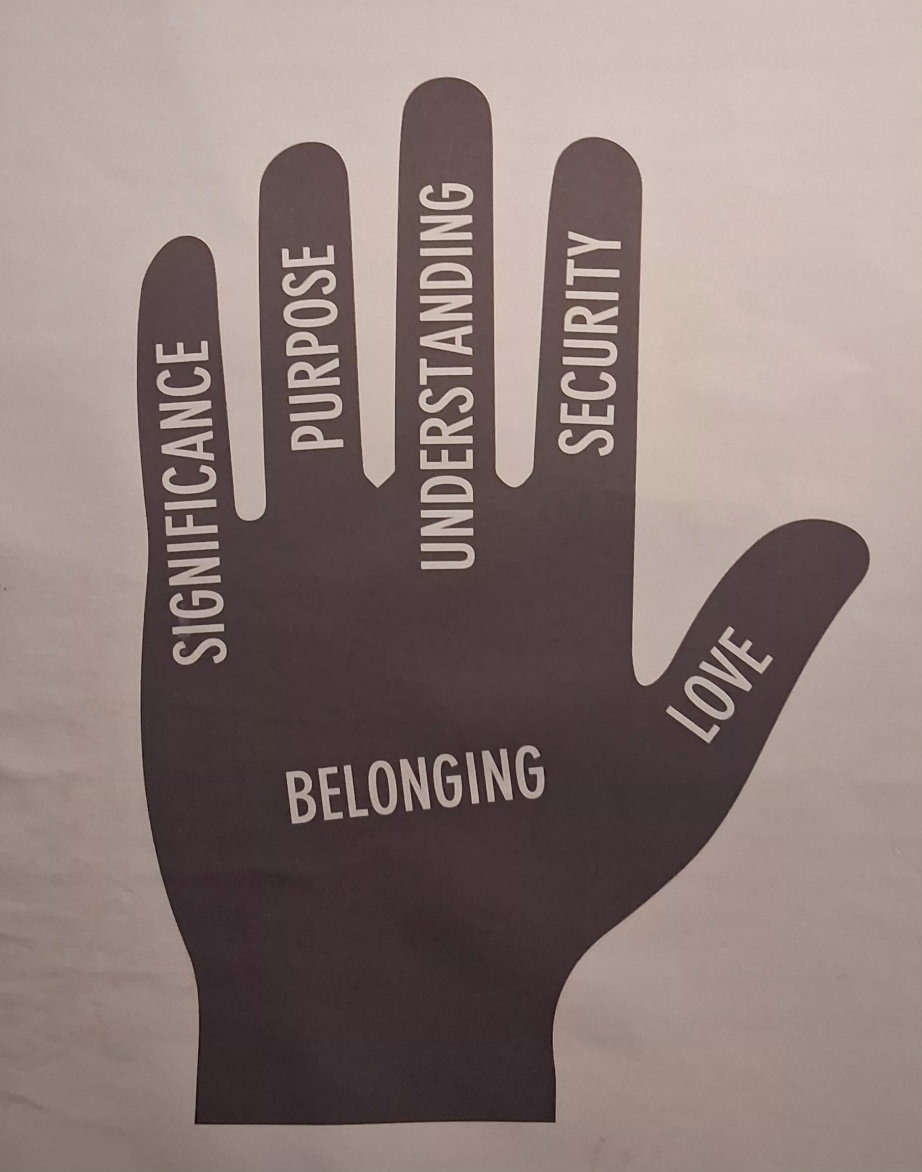 SIGNIFICANCE
PURPOSE
UNDERSTANDING
SECURITY
LOVE
BELONGING